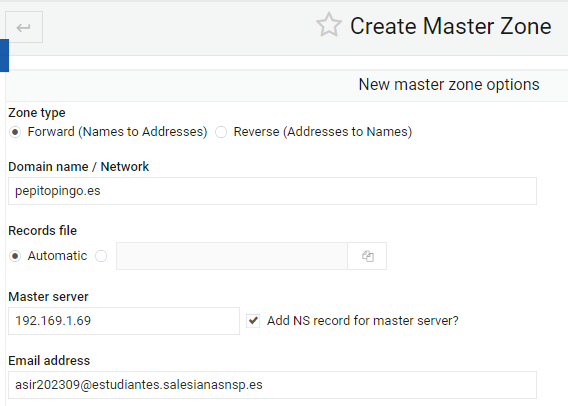 Create Master Zone
New master zone options
Zone type
Forward (Names to Addresses) Reverse (Addresses to Names)
Domain name / Network
pepitopingo.es
Records file
Automatic
Master server
192.169.1.69 Add NS record for master server?
Email address
asir202309@estudiantes.salesianasnsp.es